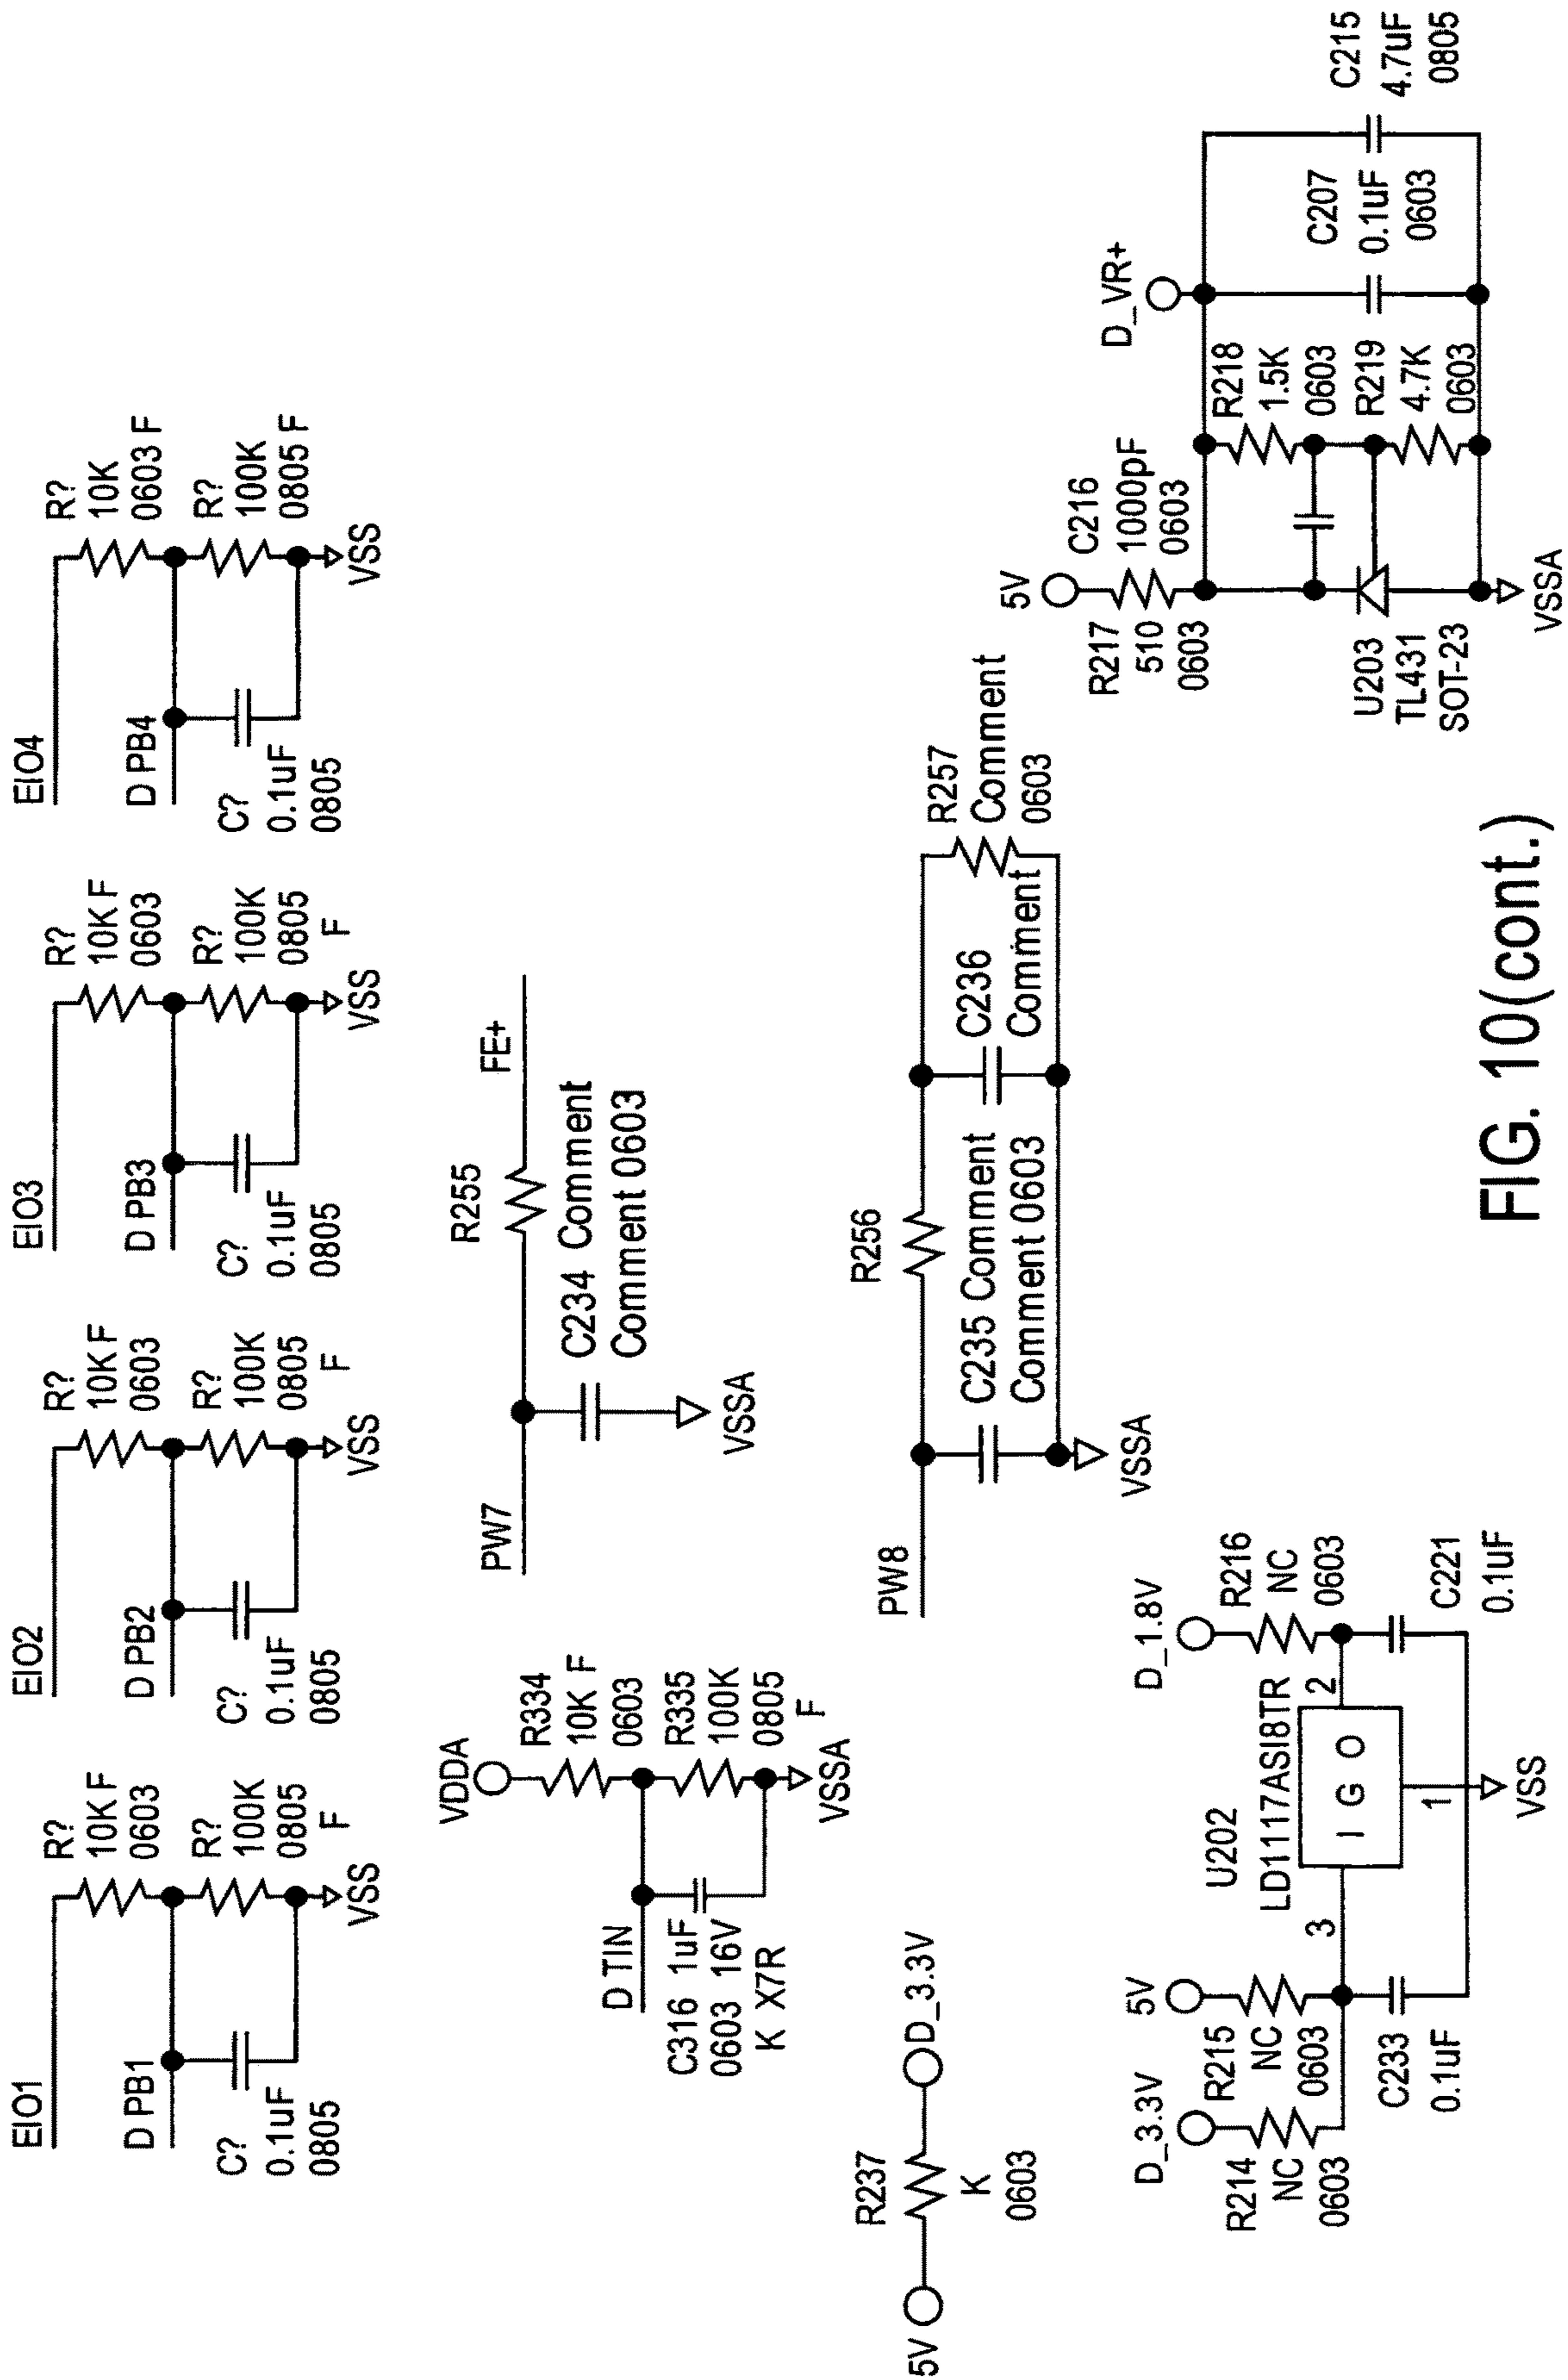 EIO1
R?
10K F
0603
D PB1
R?
100K
0805
F
C?
0.1uF
0805
VSS
EIO2
R?
10K F
0603
D PB2
R?
100K
0805
F
C?
0.1uF
0805
VSS
EIO3
R?
10K F
0603
D PB3
R?
100K
0805
F
C?
0.1uF
0805
VSS
EIO4
R?
10K
0603 F
D PB4
R?
100K
0805 F
C?
0.1uF
0805
VSS
VDDA
R334
10K F
0603
D TIN
R335
100K
0805
F
C316 1uF
0603 16V
K X7R
VSSA
PW7
R255
FE+
C234 Comment
Comment 0603
VSSA
5V
R237
K
0603
D_3.3V
PW8
R256
C235 Comment
Comment 0603
C236
Comment
R257
Comment
0603
VSSA
D_3.3V
R214
NC
0603
5V
R215
NC
0603
C233
0.1uF
U202
LD1117ASI8TR
3
I G O
2
1
D_1.8V
R216
NC
0603
C221
0.1uF
VSS
5V
R217
510
0603
C216
1000pF
0603
U203
TL431
SOT-23
D_VR+
R218
1.5K
0603
R219
4.7K
0603
C207
0.1uF
0603
C215
4.7uF
0805
VSSA
FIG. 10(cont.)